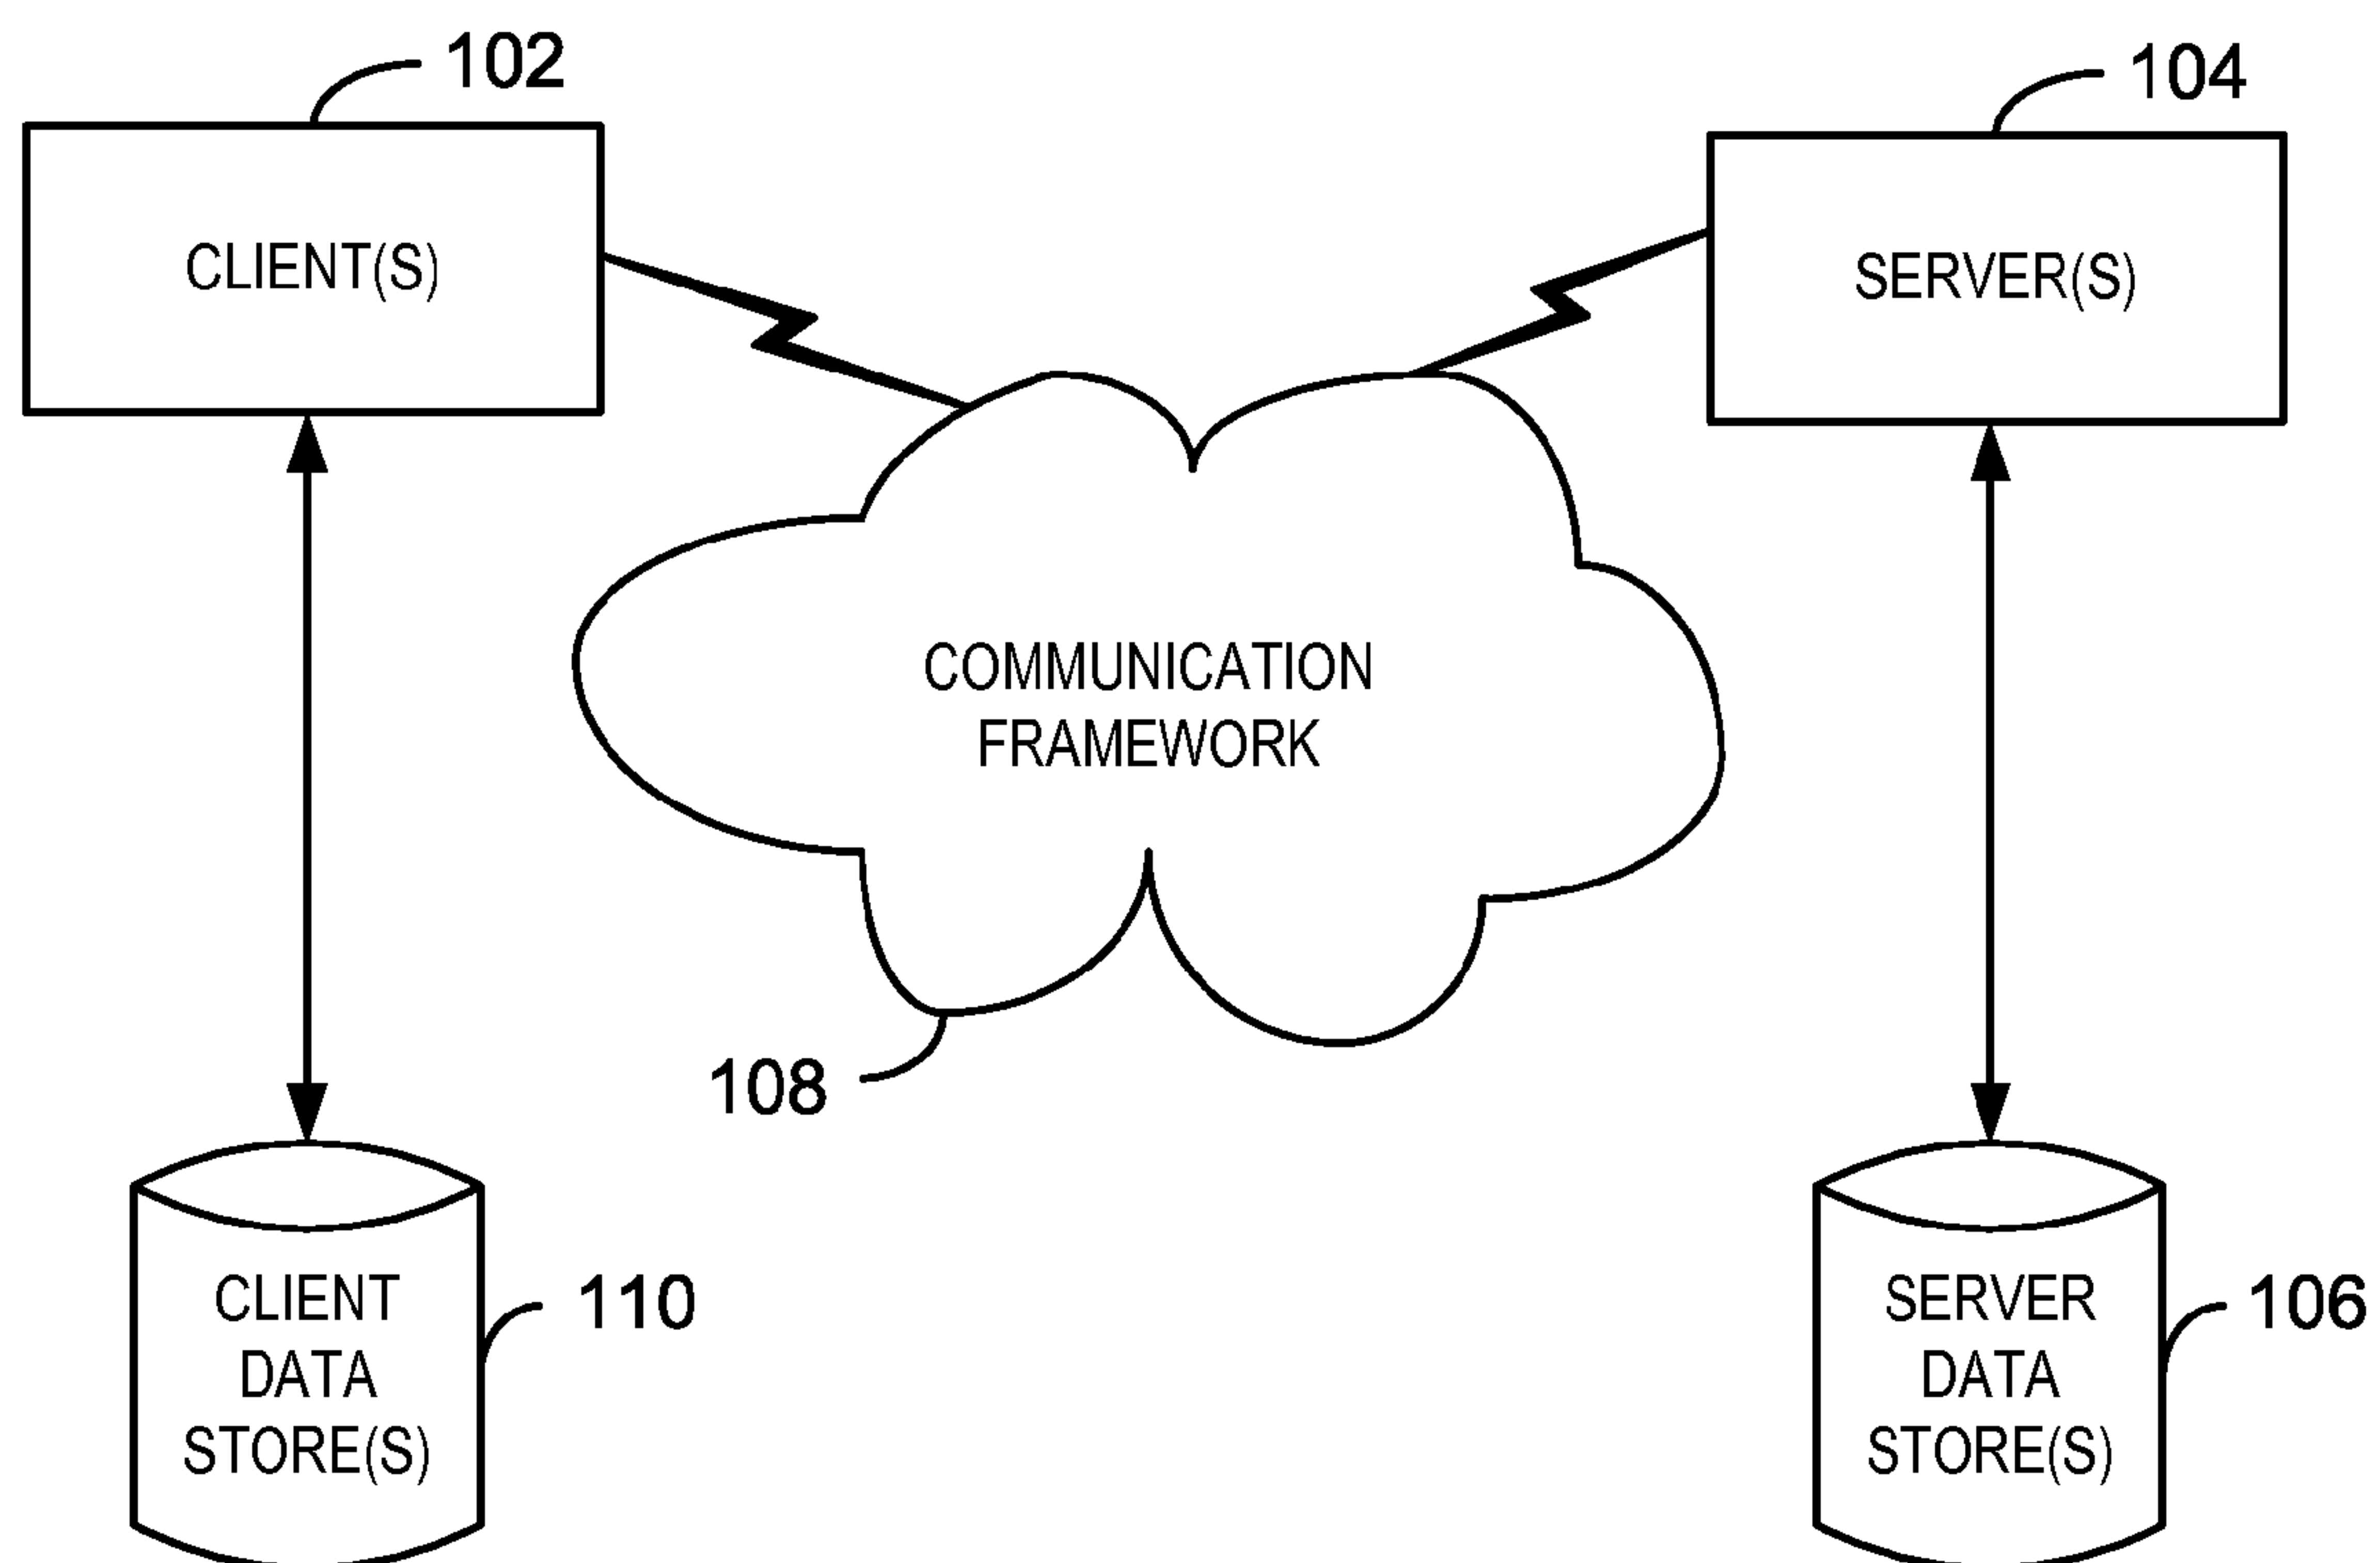 102
104
CLIENT(S)
SERVER(S)
COMMUNICATION
FRAMEWORK
108
CLIENT
DATA
STORE(S)
110
SERVER
DATA
STORE(S)
106